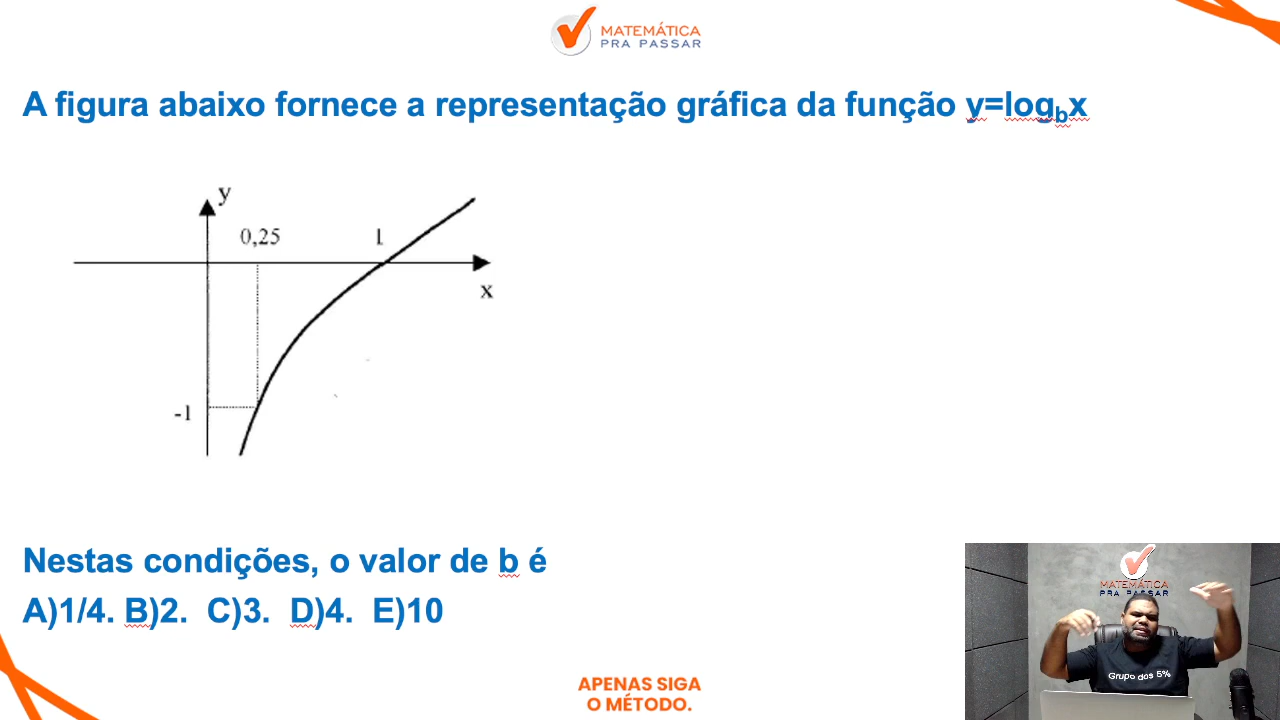 MATEMÁTICA
PRA PASSAR
A figura abaixo fornece a representação gráfica da função y=log_b x
y
0,25
1
x
-1
Nestas condições, o valor de b é
A)1/4. B)2. C)3. D)4. E)10
MATEMÁTICA
PRA PASSAR
Grupo dos 5%
APENAS SIGA
O MÉTODO.